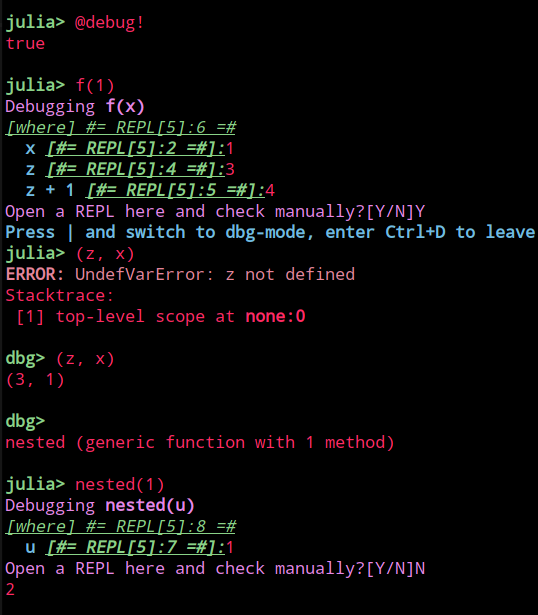 julia> @debug!
true
julia> f(1)
Debugging f(x)
[where] #= REPL[5]:6 =#
x [#= REPL[5]:2 =#]:1
z [#= REPL[5]:4 =#]:3
z + 1 [#= REPL[5]:5 =#]:4
Open a REPL here and check manually?[Y/N]Y
Press | and switch to dbg-mode, enter Ctrl+D to leave
julia> (z, x)
ERROR: UndefVarError: z not defined
Stacktrace:
[1] top-level scope at none:0
dbg> (z, x)
(3, 1)
dbg>
nested (generic function with 1 method)
julia> nested(1)
Debugging nested(u)
[where] #= REPL[5]:8 =#
u [#= REPL[5]:7 =#]:1
Open a REPL here and check manually?[Y/N]N
2